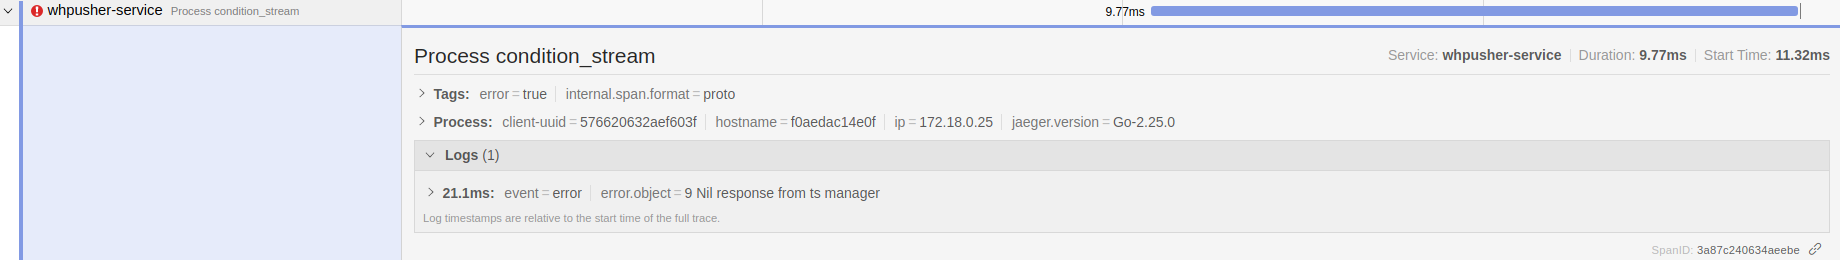 whpusher-service Process condition_stream 9.77ms
Process condition_stream Service: whpusher-service Duration: 9.77ms Start Time: 11.32ms
Tags: error = true internal.span.format = proto
Process: client-uuid = 576620632aef603f hostname = f0aedac14e0f ip = 172.18.0.25 jaeger.version = Go-2.25.0
Logs (1)
21.1ms: event = error error.object = 9 Nil response from ts manager
Log timestamps are relative to the start time of the full trace.
SpanID: 3a87c240634aeebe